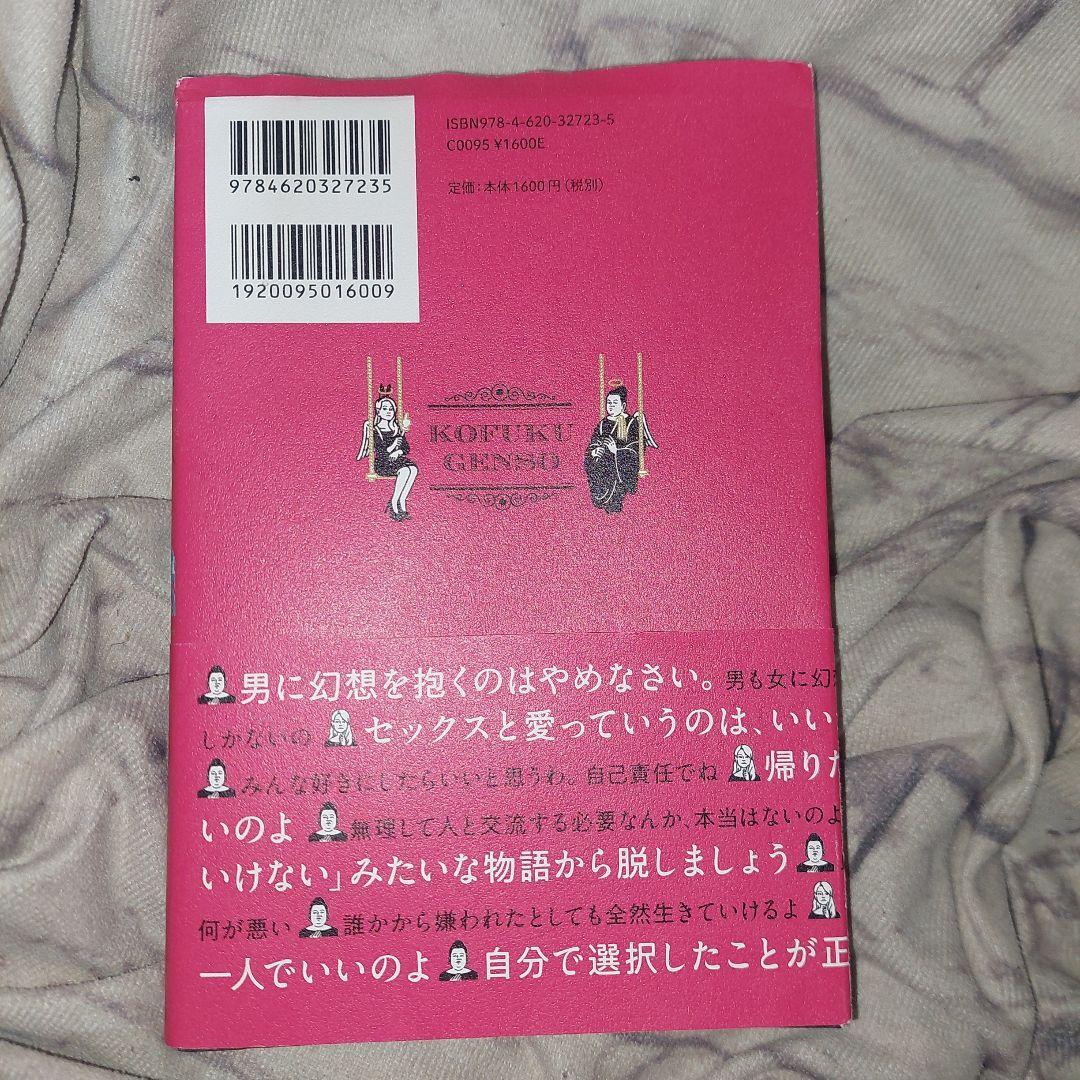 ISBN978-4-620-32723-5
C0095 ¥1600E
定価：本体1600円（税別）
9784620327235
1920095016009
KOFUKU
GENSO
男に幻想を抱くのはやめなさい。 男も女に幻想
しかないの セックスと愛っていうのは、いい
みんな好きにしたらいいと思うわ。自己責任でね 帰りた
いのよ 無理して人と交流する必要なんか、本当はないのよ
いけない」みたいな物語から脱しましょう
何が悪い 誰かから嫌われたとしても全然生きていけるよ
一人でいいのよ 自分で選択したことが正